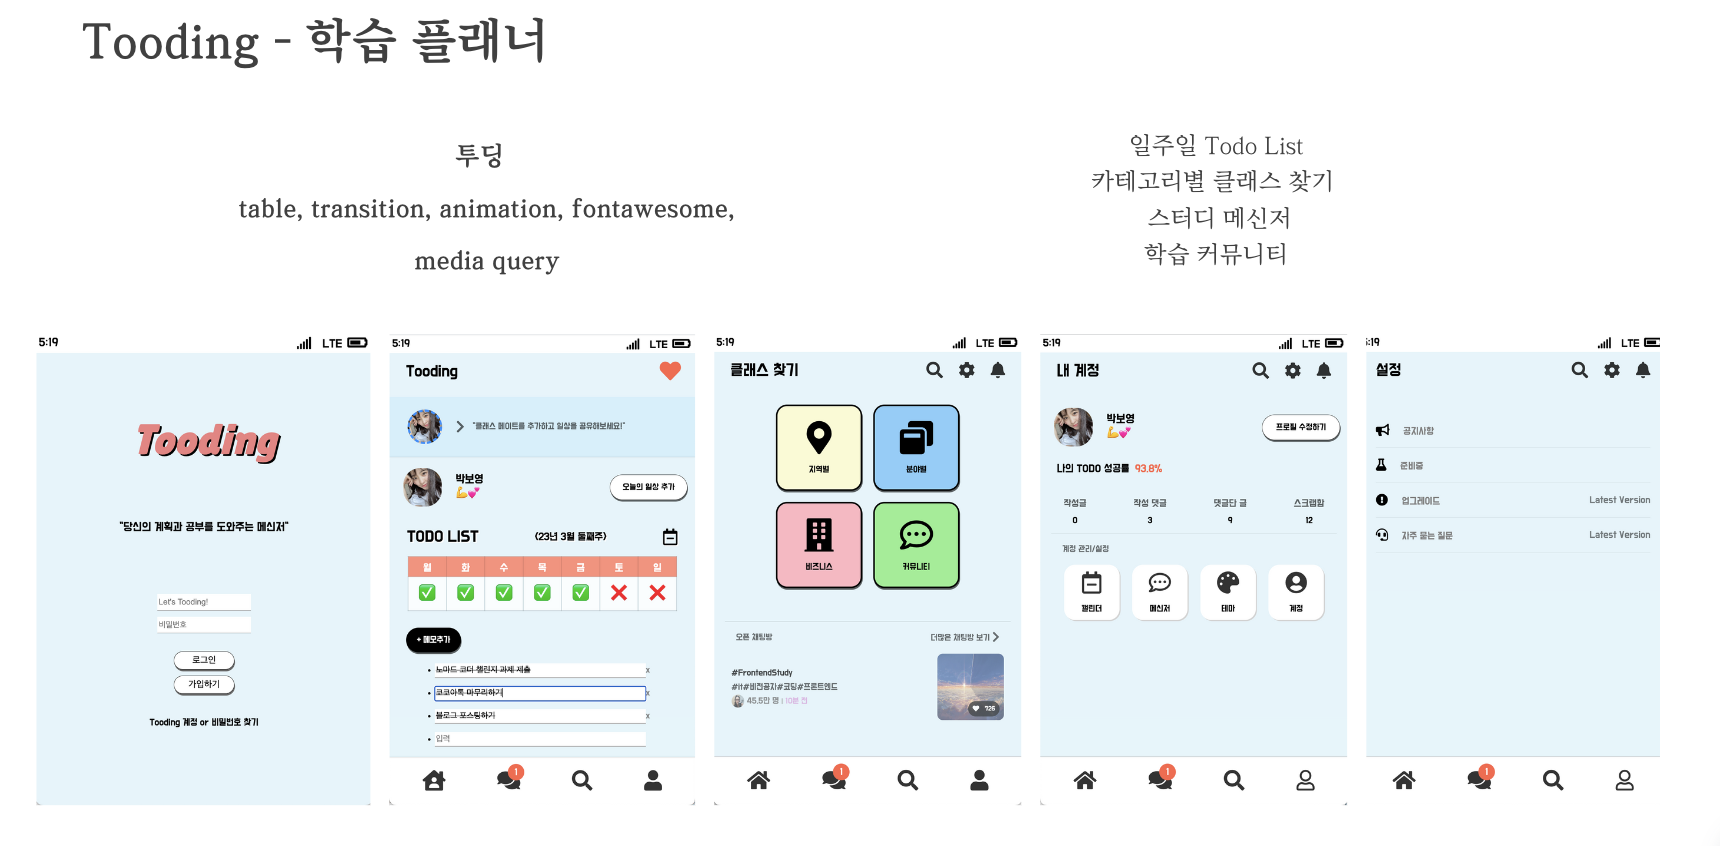 Tooding - 학습 플래너
투딩
table, transition, animation, fontawesome,
media query
일주일 Todo List
카테고리별 클래스 찾기
스터디 메신저
학습 커뮤니티
5:19
LTE
Tooding
"당신의 계획과 공부를 도와주는 메신저"
Let's Tooding!
비밀번호
로그인
가입하기
Tooding 계정 or 비밀번호 찾기
5:19
LTE
Tooding
"클래스 메이트를 추가하고 일상을 공유해보세요!"
박보영
💪💕
오늘의 일상 추가
TODO LIST
(23년 3월 둘째주)
월 화 수 목 금 토 일
✅ ✅ ✅ ✅ ✅ ❌ ❌
+ 메모추가
노마드 코더 챌린지 과제 제출 x
코코아톡 마무리하기 x
블로그 포스팅하기 x
입력
1
5:19
LTE
클래스 찾기
지역별
분야별
비즈니스
커뮤니티
오픈 채팅방
더많은 채팅방 보기
#FrontendStudy
#it#비전공자#코딩#프론트엔드
45.5만 명 | 10분 전
726
1
5:19
LTE
내 계정
박보영
💪💕
프로필 수정하기
나의 TODO 성공률 93.8%
작성글 작성 댓글 댓글단 글 스크랩함
0 3 9 12
계정 관리/설정
캘린더
메신저
테마
계정
1
:19
LTE
설정
공지사항
준비중
업그레이드 Latest Version
자주 묻는 질문 Latest Version
1